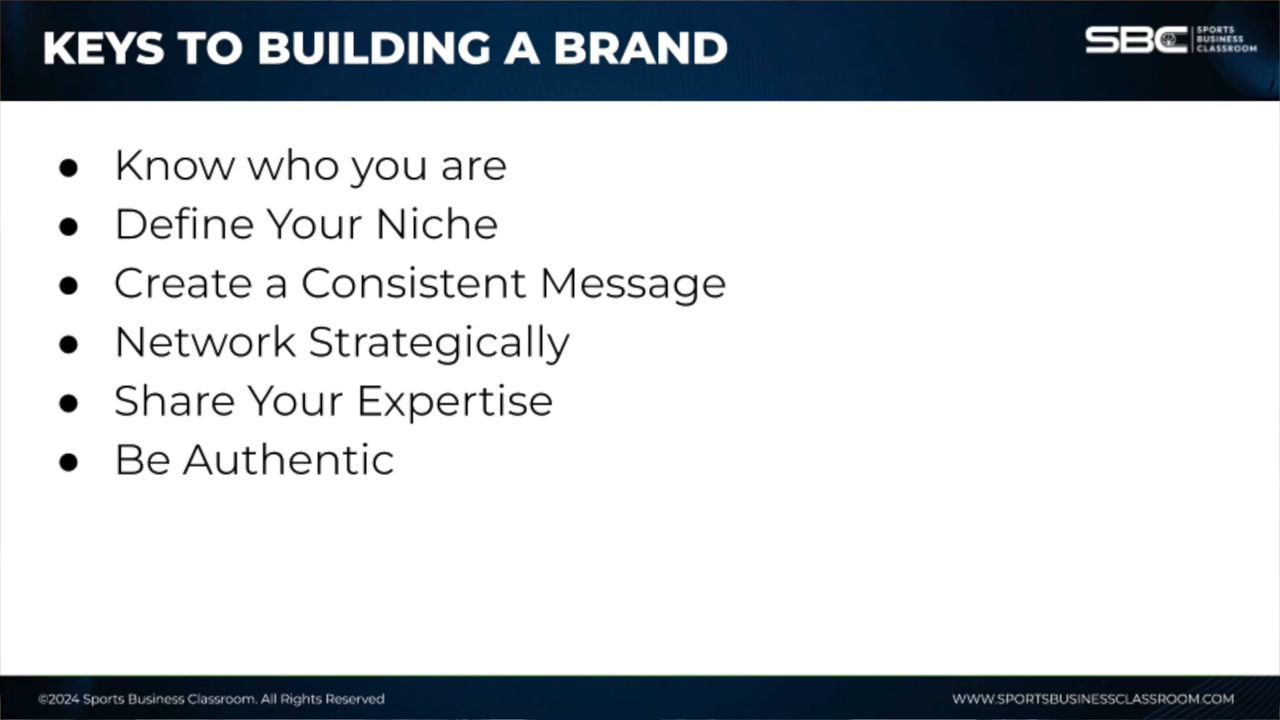 KEYS TO BUILDING A BRAND
SBC
SPORTS
BUSINESS
CLASSROOM
● Know who you are
● Define Your Niche
● Create a Consistent Message
● Network Strategically
● Share Your Expertise
● Be Authentic
©2024 Sports Business Classroom. All Rights Reserved
WWW.SPORTSBUSINESSCLASSROOM.COM